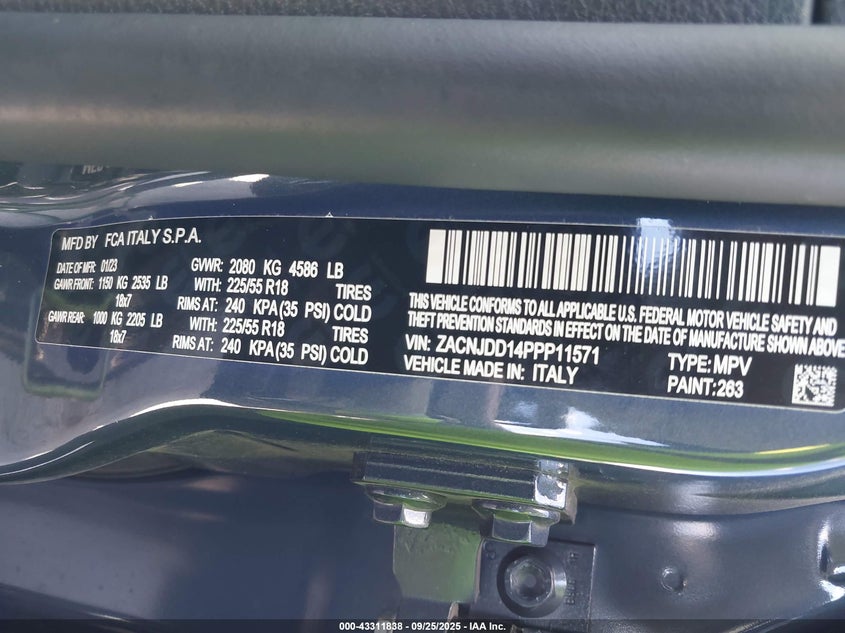 MFD BY FCA ITALY S.P.A.
DATE OF MFR 01/23 GVWR: 2080 KG 4586 LB
GAWR FRONT: 1150 KG 2535 LB WITH: 225/55 R18 TIRES
18x7 RIMS AT: 240 KPA(35 PSI) COLD
GAWR REAR: 1000 KG 2205 LB WITH: 225/55 R18 TIRES
18x7 RIMS AT: 240 KPA(35 PSI) COLD
THIS VEHICLE CONFORMS TO ALL APPLICABLE U.S. FEDERAL MOTOR VEHICLE SAFETY AND
THEFT PREVENTION STANDARDS IN EFFECT ON THE DATE OF MANUFACTURE ABOVE
VIN: ZACNJDD14PPP11571 TYPE: MPV
VEHICLE MADE IN: ITALY PAINT: 263
000-43311838 - 09/25/2025 - IAA Inc.